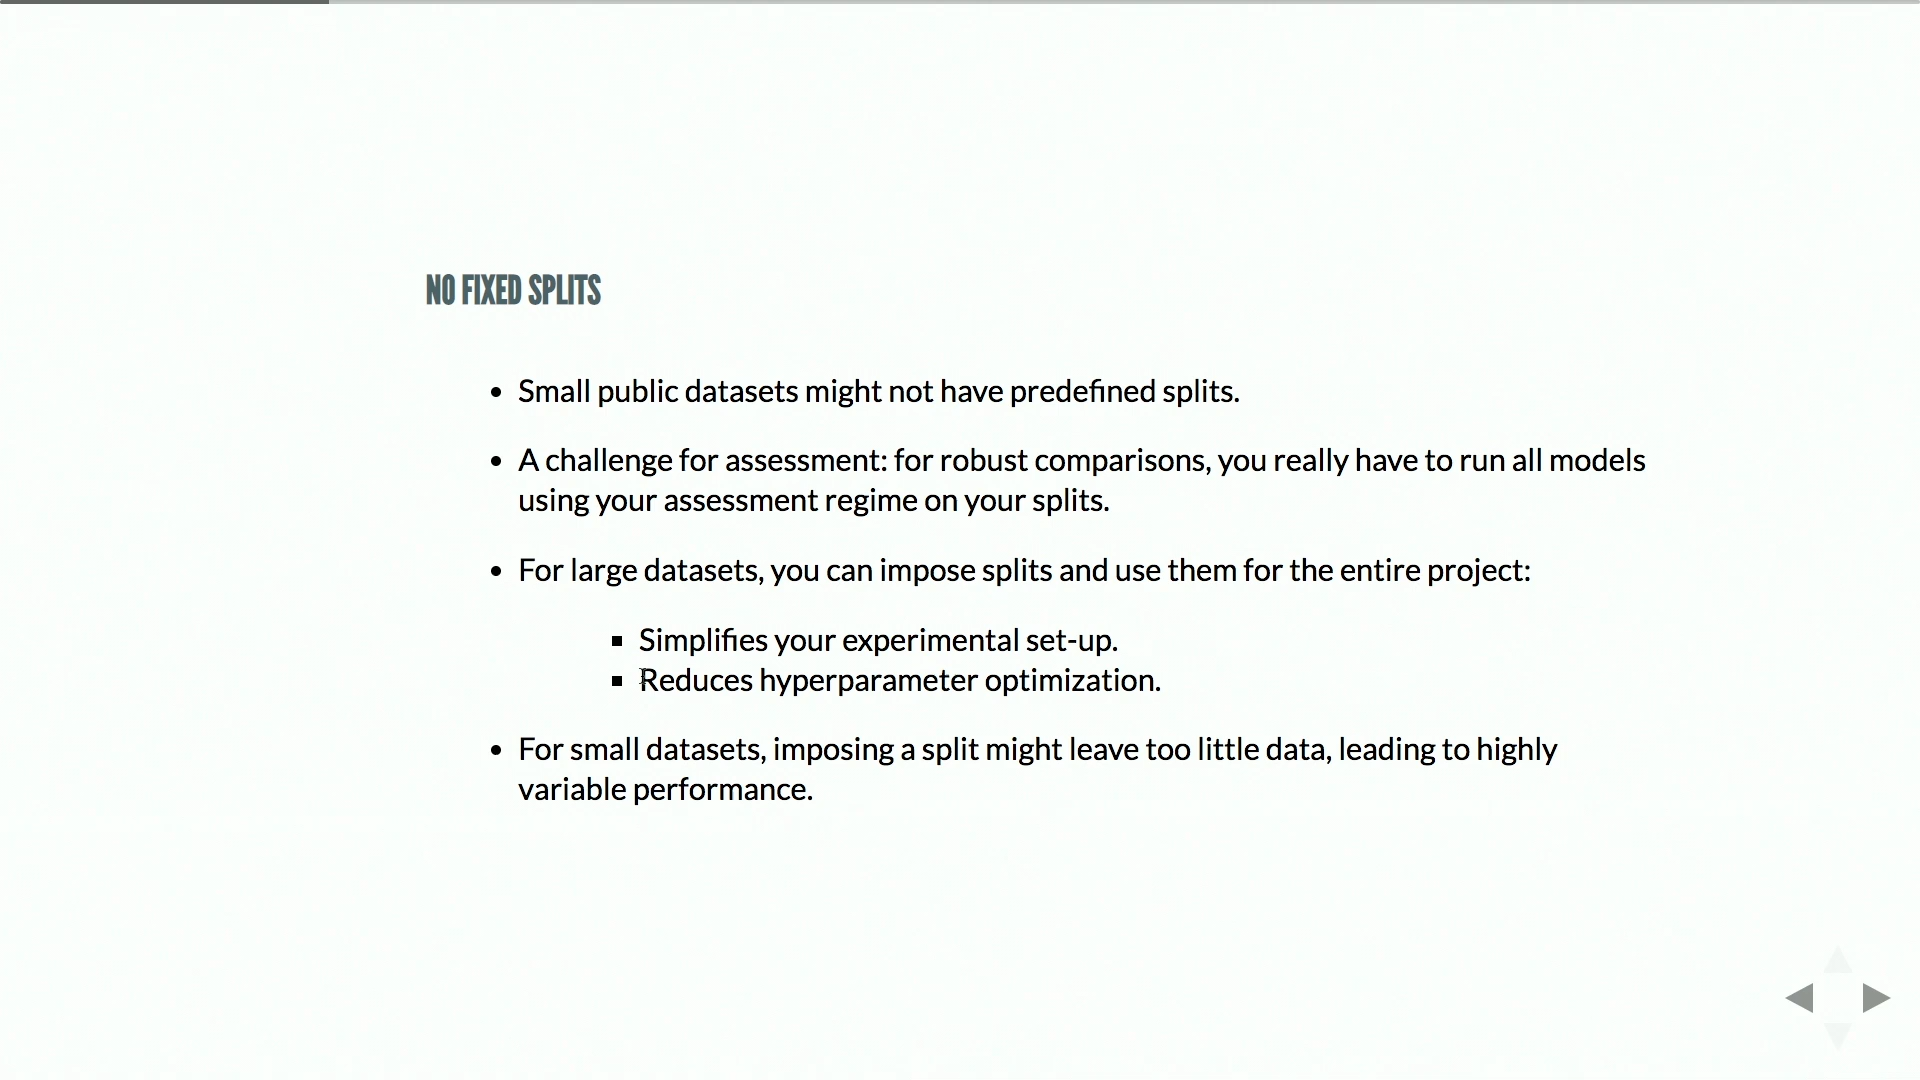 NO FIXED SPLITS
• Small public datasets might not have predefined splits.
• A challenge for assessment: for robust comparisons, you really have to run all models
using your assessment regime on your splits.
• For large datasets, you can impose splits and use them for the entire project:
▪ Simplifies your experimental set-up.
▪ Reduces hyperparameter optimization.
• For small datasets, imposing a split might leave too little data, leading to highly
variable performance.